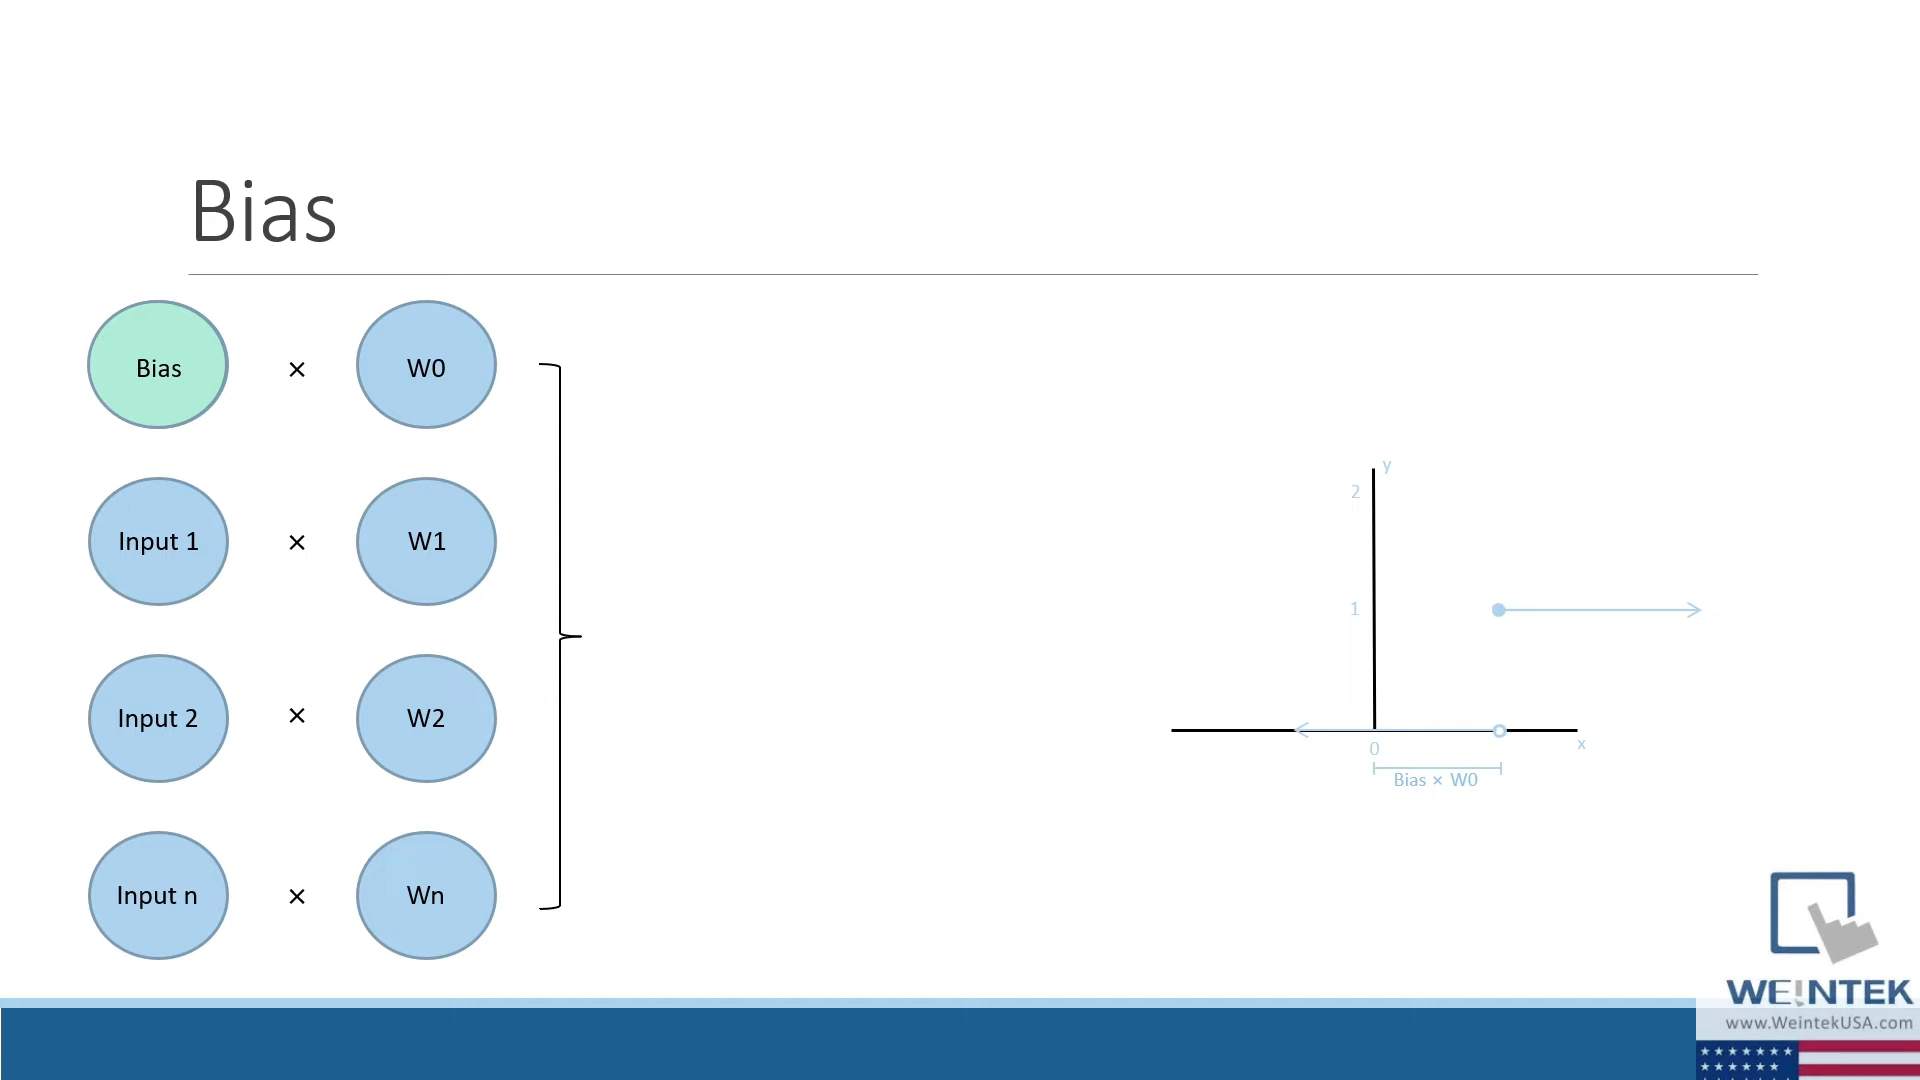 Bias
Bias × W0
Input 1 × W1
Input 2 × W2
Input n × Wn
y
2
1
0
x
Bias × W0
WEINTEK
www.WeintekUSA.com